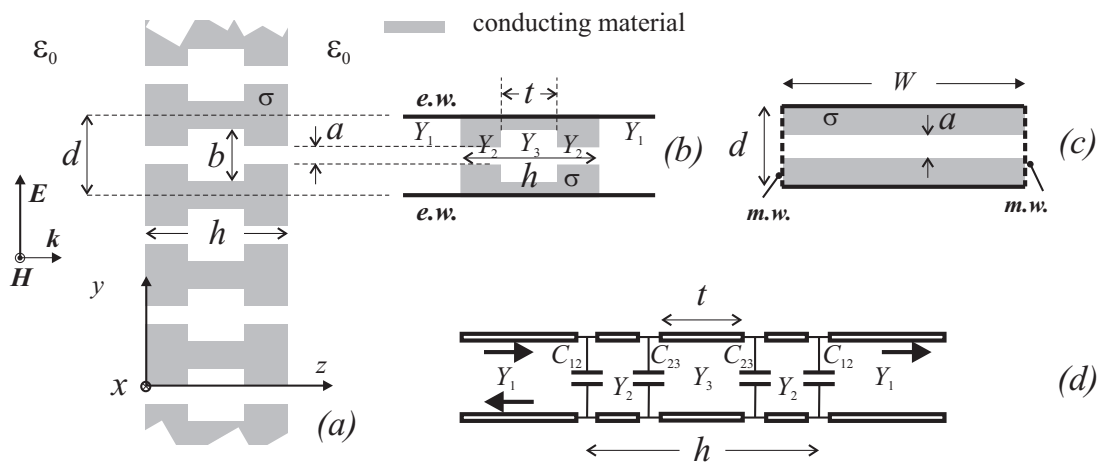 conducting material
ε0
ε0
σ
d
b
a
E
k
H
h
y
x
z
(a)
e.w.
t
Y1
Y1
Y2
Y3
Y2
h
σ
e.w.
(b)
W
σ
d
a
m.w.
m.w.
(c)
t
C12
C23
C23
C12
Y1
Y2
Y3
Y2
Y1
h
(d)